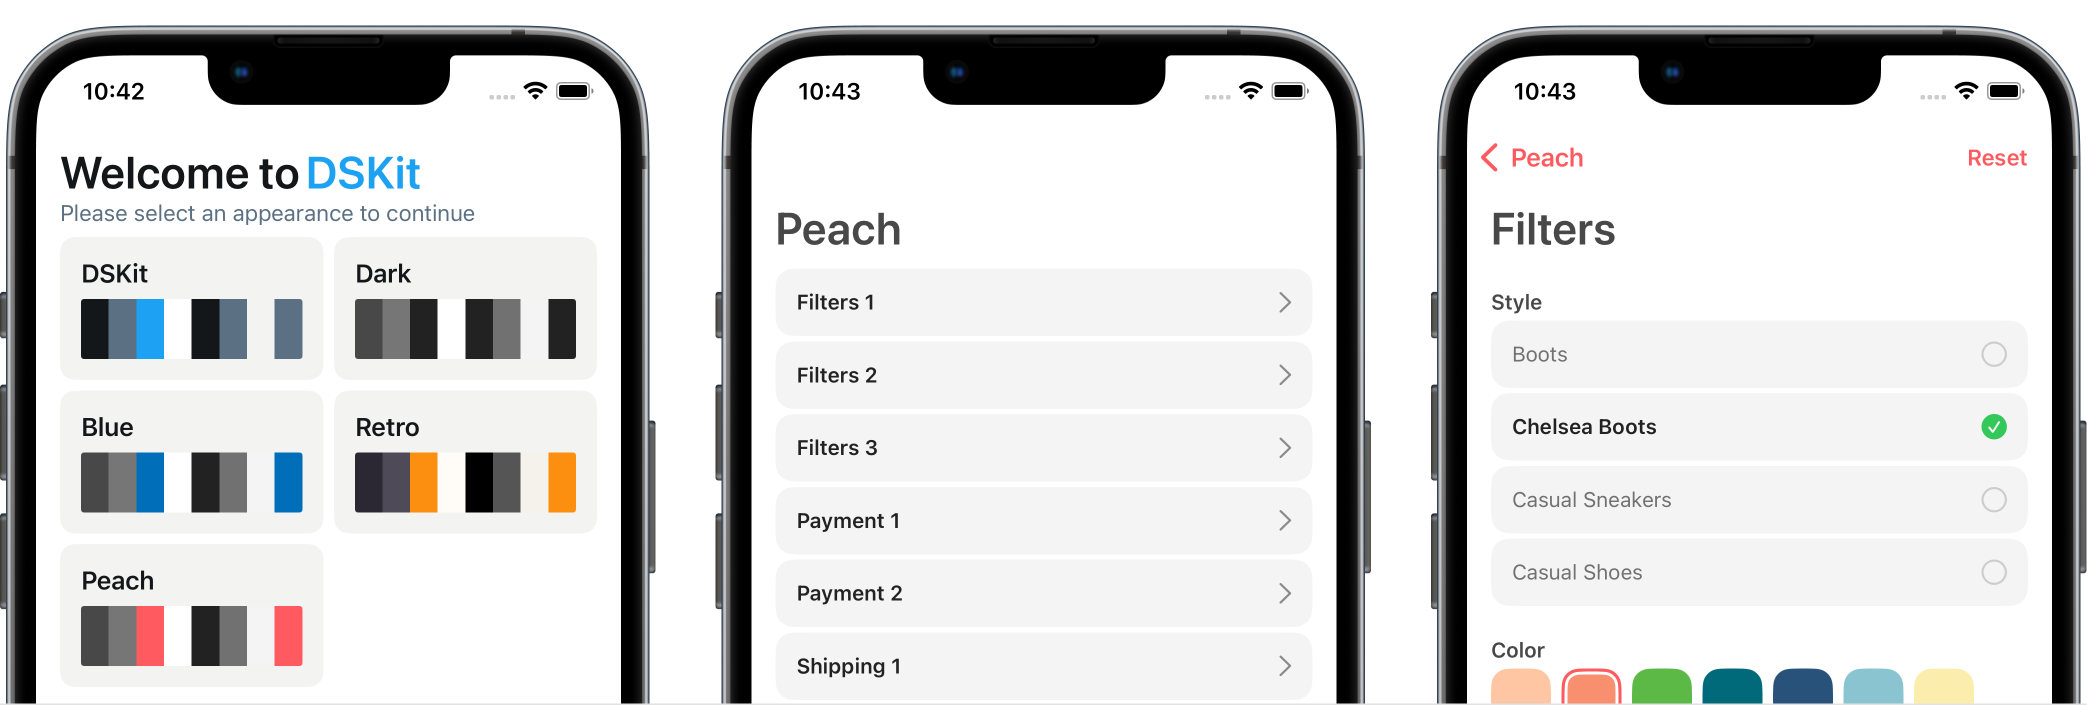 10:42
Welcome to DSKit
Please select an appearance to continue
DSKit
Dark
Blue
Retro
Peach
10:43
Peach
Filters 1
Filters 2
Filters 3
Payment 1
Payment 2
Shipping 1
10:43
Peach
Reset
Filters
Style
Boots
Chelsea Boots
Casual Sneakers
Casual Shoes
Color